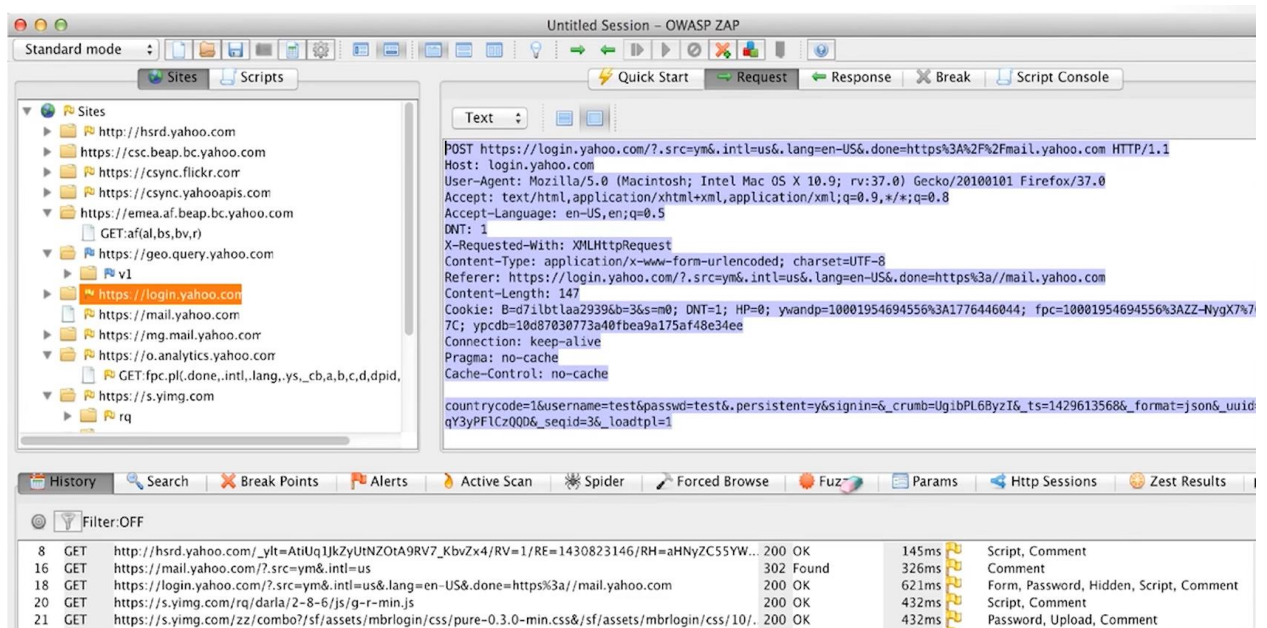 Untitled Session – OWASP ZAP
Standard mode
Sites Scripts
Quick Start Request Response Break Script Console
Sites
http://hsrd.yahoo.com
https://csc.beap.bc.yahoo.com
https://csync.flickr.com
https://csync.yahooapis.com
https://emea.af.beap.bc.yahoo.com
GET:af(al,bs,bv,r)
https://geo.query.yahoo.com
v1
https://login.yahoo.com
https://mail.yahoo.com
https://mg.mail.yahoo.com
https://o.analytics.yahoo.com
GET:fpc.pl(.done,.intl,.lang,.ys,_cb,a,b,c,d,dpid,
https://s.yimg.com
rq
Text
POST https://login.yahoo.com/?.src=ym&.intl=us&.lang=en-US&.done=https%3A%2F%2Fmail.yahoo.com HTTP/1.1
Host: login.yahoo.com
User-Agent: Mozilla/5.0 (Macintosh; Intel Mac OS X 10.9; rv:37.0) Gecko/20100101 Firefox/37.0
Accept: text/html,application/xhtml+xml,application/xml;q=0.9,*/*;q=0.8
Accept-Language: en-US,en;q=0.5
DNT: 1
X-Requested-With: XMLHttpRequest
Content-Type: application/x-www-form-urlencoded; charset=UTF-8
Referer: https://login.yahoo.com/?.src=ym&.intl=us&.lang=en-US&.done=https%3a//mail.yahoo.com
Content-Length: 147
Cookie: B=d7ilbtlaa2939&b=3&s=m0; DNT=1; HP=0; ywandp=10001954694556%3A1776446044; fpc=10001954694556%3AZZ-NygX7%7
7C; ypcdb=10d87030773a40fbea9a175af48e34ee
Connection: keep-alive
Pragma: no-cache
Cache-Control: no-cache
countrycode=1&username=test&passwd=test&.persistent=y&signin=&_crumb=UgibPL6ByzI&_ts=1429613568&_format=json&_uuid=
qY3yPFlCzQQD&_seqid=3&_loadtpl=1
History Search Break Points Alerts Active Scan Spider Forced Browse Fuzz Params Http Sessions Zest Results
Filter:OFF
8 GET http://hsrd.yahoo.com/_ylt=AtiUq1JkZyUtNZOtA9RV7_KbvZx4/RV=1/RE=1430823146/RH=aHNyZC55YW... 200 OK 145ms Script, Comment
16 GET https://mail.yahoo.com/?.src=ym&.intl=us 302 Found 326ms Comment
18 GET https://login.yahoo.com/?.src=ym&.intl=us&.lang=en-US&.done=https%3a//mail.yahoo.com 200 OK 621ms Form, Password, Hidden, Script, Comment
20 GET https://s.yimg.com/rq/darla/2-8-6/js/g-r-min.js 200 OK 432ms Script, Comment
21 GET https://s.yimg.com/zz/combo?/sf/assets/mbrlogin/css/pure-0.3.0-min.css&/sf/assets/mbrlogin/css/10/... 200 OK 432ms Password, Upload, Comment